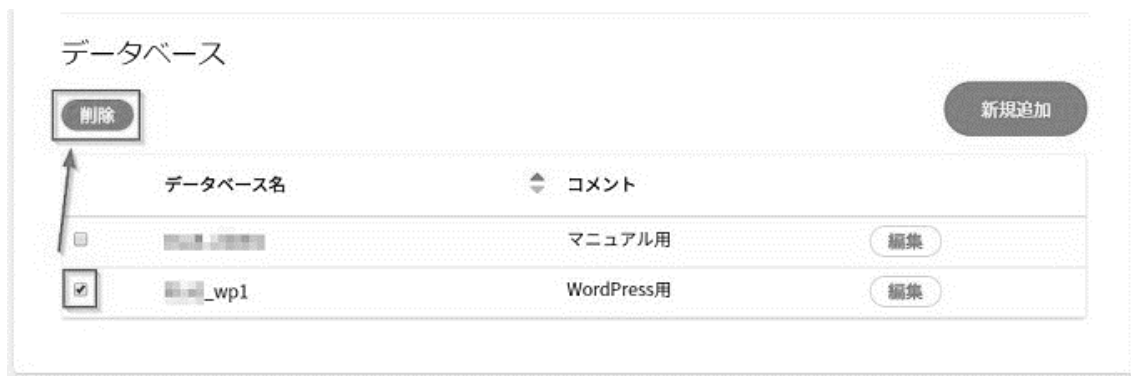 データベース
削除
新規追加
データベース名 コメント
マニュアル用 編集
_wp1 WordPress用 編集